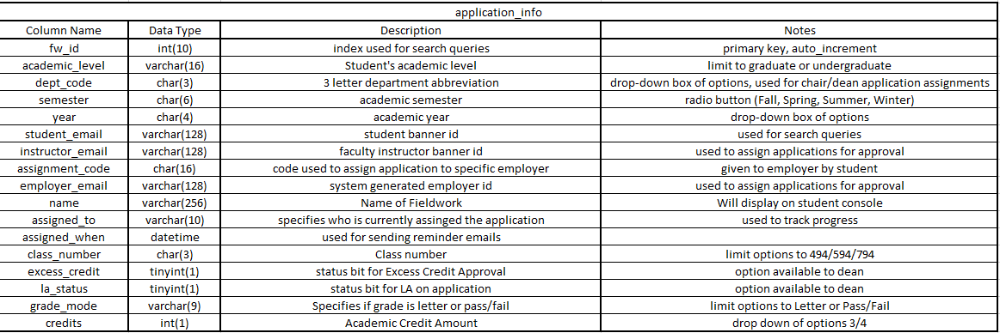 application_info
Column Name Data Type Description Notes
fw_id int(10) index used for search queries primary key, auto_increment
academic_level varchar(16) Student's academic level limit to graduate or undergraduate
dept_code char(3) 3 letter department abbreviation drop-down box of options, used for chair/dean application assignments
semester char(6) academic semester radio button (Fall, Spring, Summer, Winter)
year char(4) academic year drop-down box of options
student_email varchar(128) student banner id used for search queries
instructor_email varchar(128) faculty instructor banner id used to assign applications for approval
assignment_code char(16) code used to assign application to specific employer given to employer by student
employer_email varchar(128) system generated employer id used to assign applications for approval
name varchar(256) Name of Fieldwork Will display on student console
assigned_to varchar(10) specifies who is currently assinged the application used to track progress
assigned_when datetime used for sending reminder emails
class_number char(3) Class number limit options to 494/594/794
excess_credit tinyint(1) status bit for Excess Credit Approval option available to dean
la_status tinyint(1) status bit for LA on application option available to dean
grade_mode varchar(9) Specifies if grade is letter or pass/fail limit options to Letter or Pass/Fail
credits int(1) Academic Credit Amount drop down of options 3/4